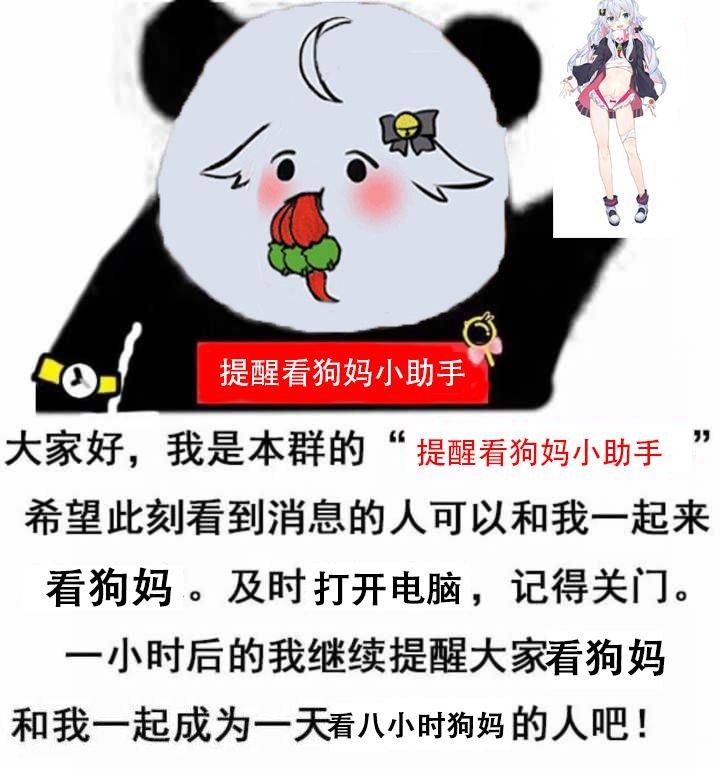 提醒看狗妈小助手
大家好，我是本群的“提醒看狗妈小助手”
希望此刻看到消息的人可以和我一起来
看狗妈。及时打开电脑，记得关门。
一小时后的我继续提醒大家看狗妈
和我一起成为一天看八小时狗妈的人吧！